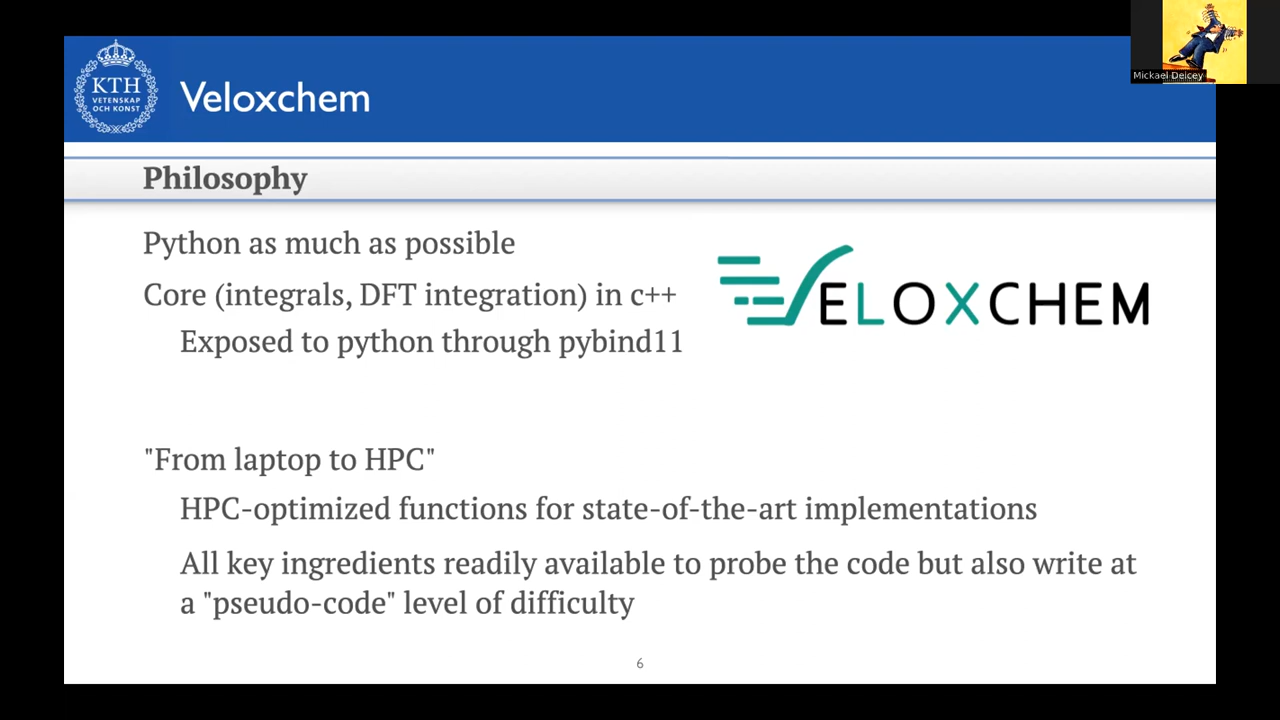 KTH
VETENSKAP
OCH KONST
Veloxchem
Mickael Delcey
Philosophy
Python as much as possible
Core (integrals, DFT integration) in c++
Exposed to python through pybind11
VELOXCHEM
"From laptop to HPC"
HPC-optimized functions for state-of-the-art implementations
All key ingredients readily available to probe the code but also write at
a "pseudo-code" level of difficulty
6